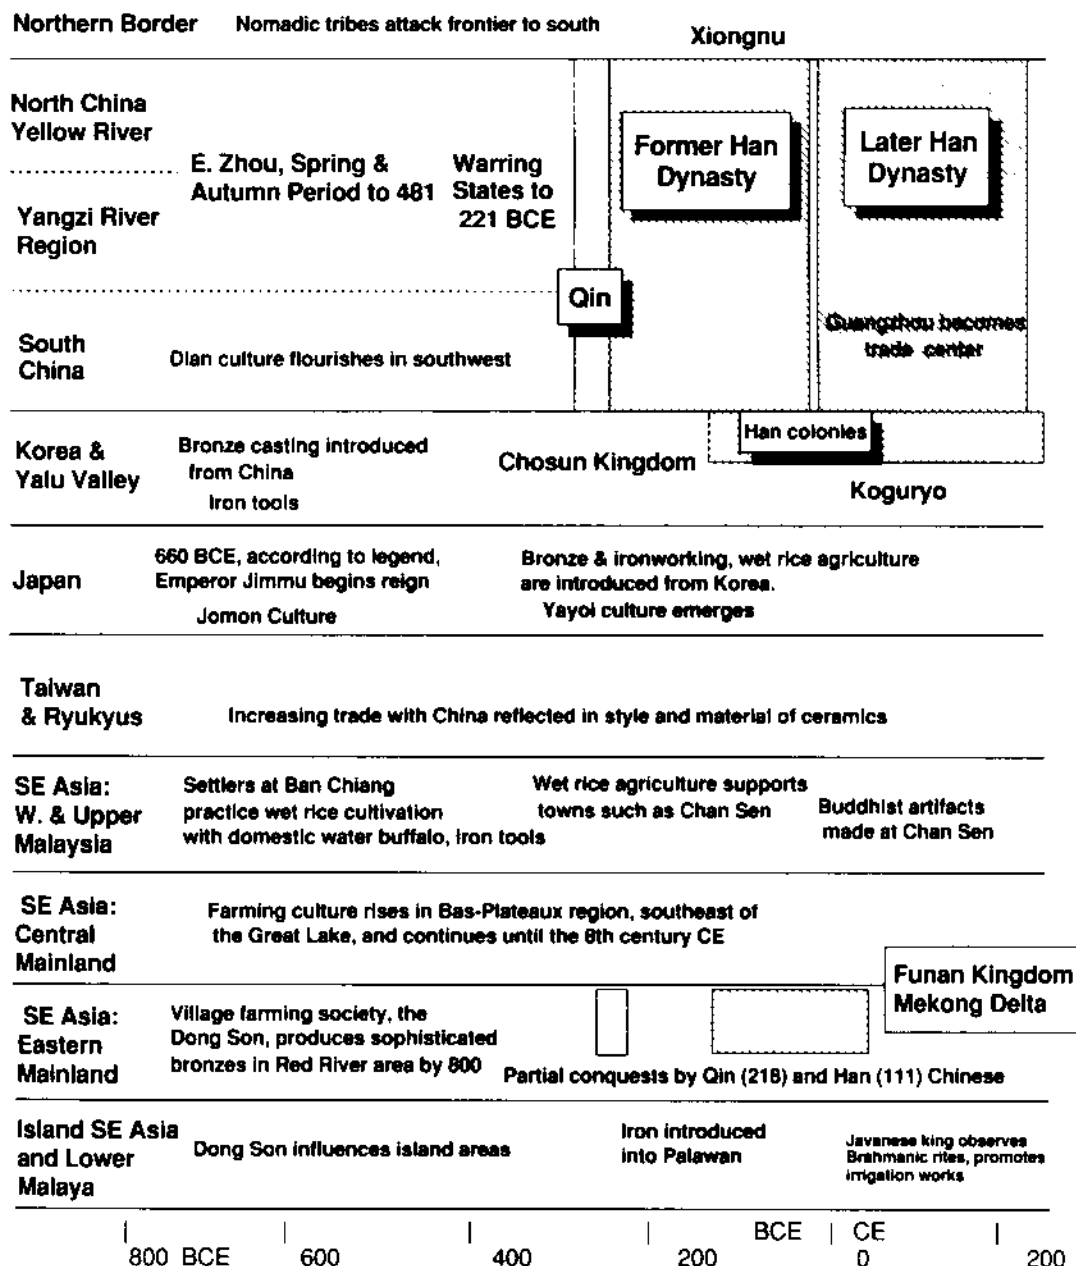 Northern Border Nomadic tribes attack frontier to south
Xiongnu
North China
Yellow River
E. Zhou, Spring &
Autumn Period to 481
Warring
States to
221 BCE
Former Han
Dynasty
Later Han
Dynasty
Yangzi River
Region
Qin
South
China
Dian culture flourishes in southwest
Guangzhou becomes
trade center
Korea &
Yalu Valley
Bronze casting introduced
from China
Iron tools
Chosun Kingdom
Han colonies
Koguryo
Japan
660 BCE, according to legend,
Emperor Jimmu begins reign
Jomon Culture
Bronze & ironworking, wet rice agriculture
are introduced from Korea.
Yayoi culture emerges
Taiwan
& Ryukyus
Increasing trade with China reflected in style and material of ceramics
SE Asia:
W. & Upper
Malaysia
Settlers at Ban Chiang
practice wet rice cultivation
with domestic water buffalo, iron tools
Wet rice agriculture supports
towns such as Chan Sen
Buddhist artifacts
made at Chan Sen
SE Asia:
Central
Mainland
Farming culture rises in Bas-Plateaux region, southeast of
the Great Lake, and continues until the 8th century CE
Funan Kingdom
Mekong Delta
SE Asia:
Eastern
Mainland
Village farming society, the
Dong Son, produces sophisticated
bronzes in Red River area by 800
Partial conquests by Qin (218) and Han (111) Chinese
Island SE Asia
and Lower
Malaya
Dong Son influences island areas
Iron introduced
into Palawan
Javanese king observes
Brahmanic rites, promotes
irrigation works
BCE | CE
800 BCE 600 400 200 0 200